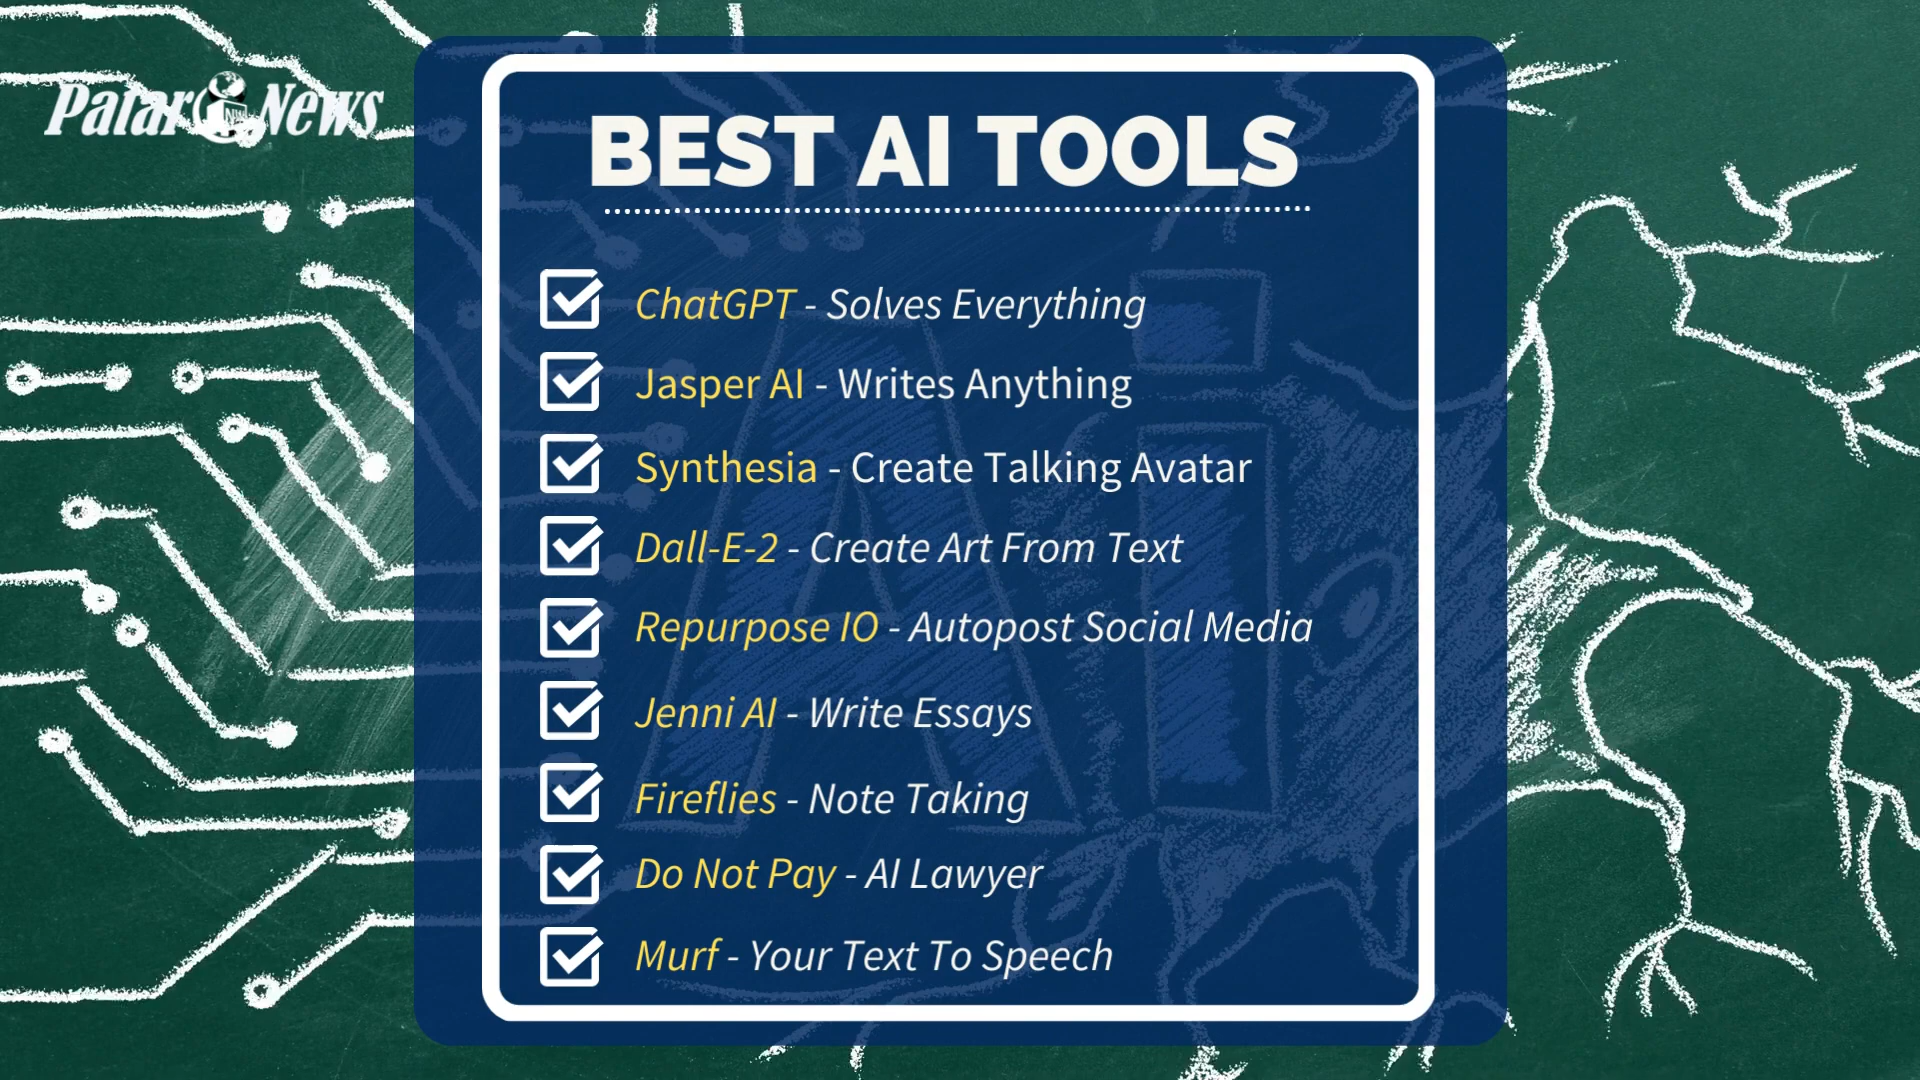 Patar News
NW
BEST AI TOOLS
ChatGPT - Solves Everything
Jasper AI - Writes Anything
Synthesia - Create Talking Avatar
Dall-E-2 - Create Art From Text
Repurpose IO - Autopost Social Media
Jenni AI - Write Essays
Fireflies - Note Taking
Do Not Pay - AI Lawyer
Murf - Your Text To Speech
AI